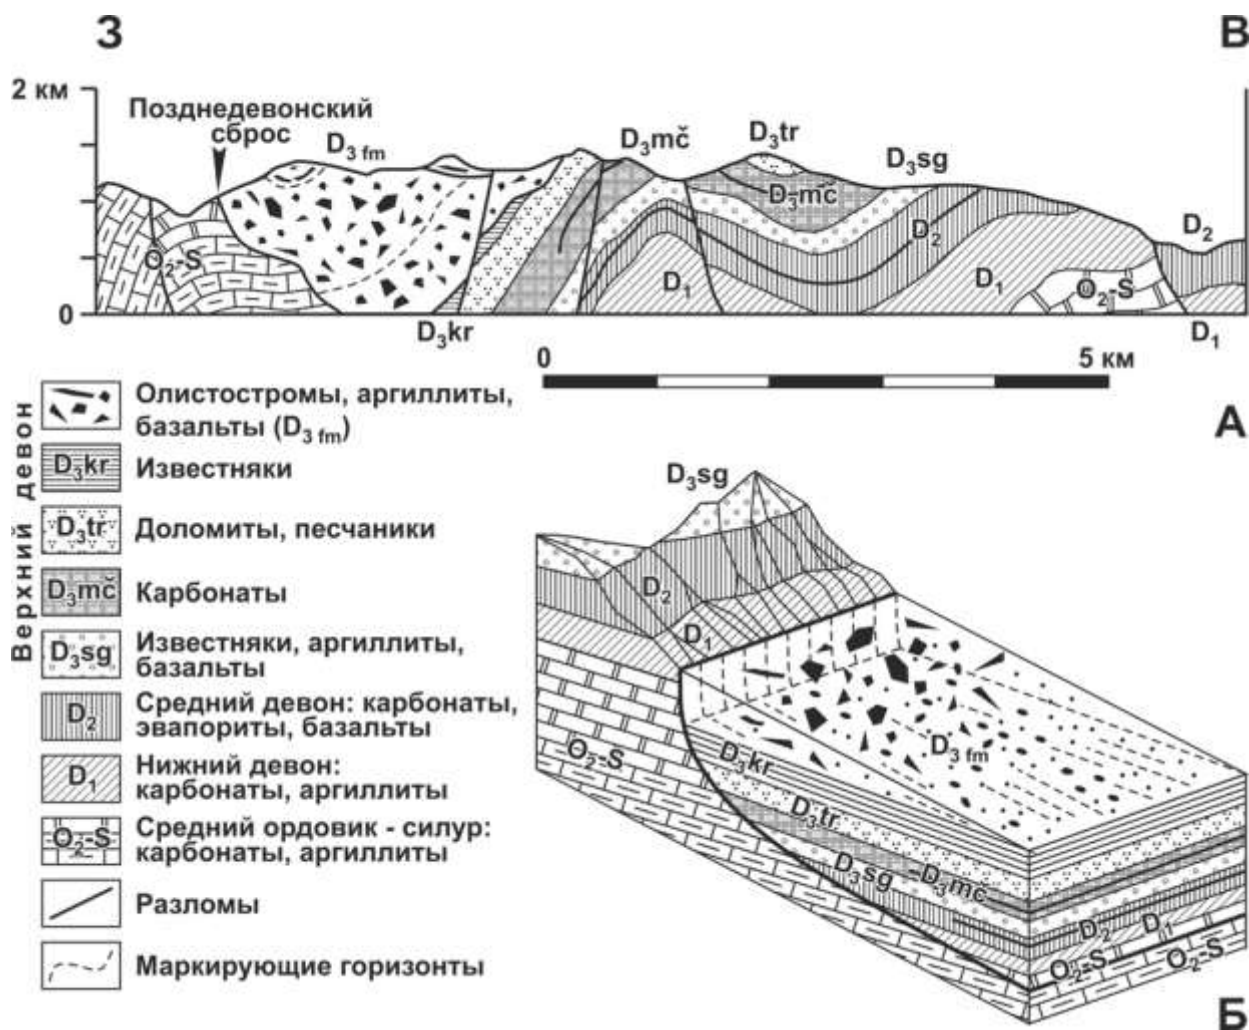 З
В
2 км
Позднедевонский
сброс
D3 fm
D3mč
D3tr
D3sg
D3mč
D2
D2
O2-S
D1
D1
O2-S
0
D3kr
D1
0
5 км
А
Верхний девон
Олистостромы, аргиллиты,
базальты (D3 fm)
D3kr
Известняки
D3tr
Доломиты, песчаники
D3mč
Карбонаты
D3sg
Известняки, аргиллиты,
базальты
D2
Средний девон: карбонаты,
эвапориты, базальты
D1
Нижний девон:
карбонаты, аргиллиты
O2-S
Средний ордовик - силур:
карбонаты, аргиллиты
Разломы
Маркирующие горизонты
D3sg
D2
D1
O2-S
D3kr
D3 fm
D3tr
D3sg
D3mč
D2
D1
O2-S
O2-S
Б